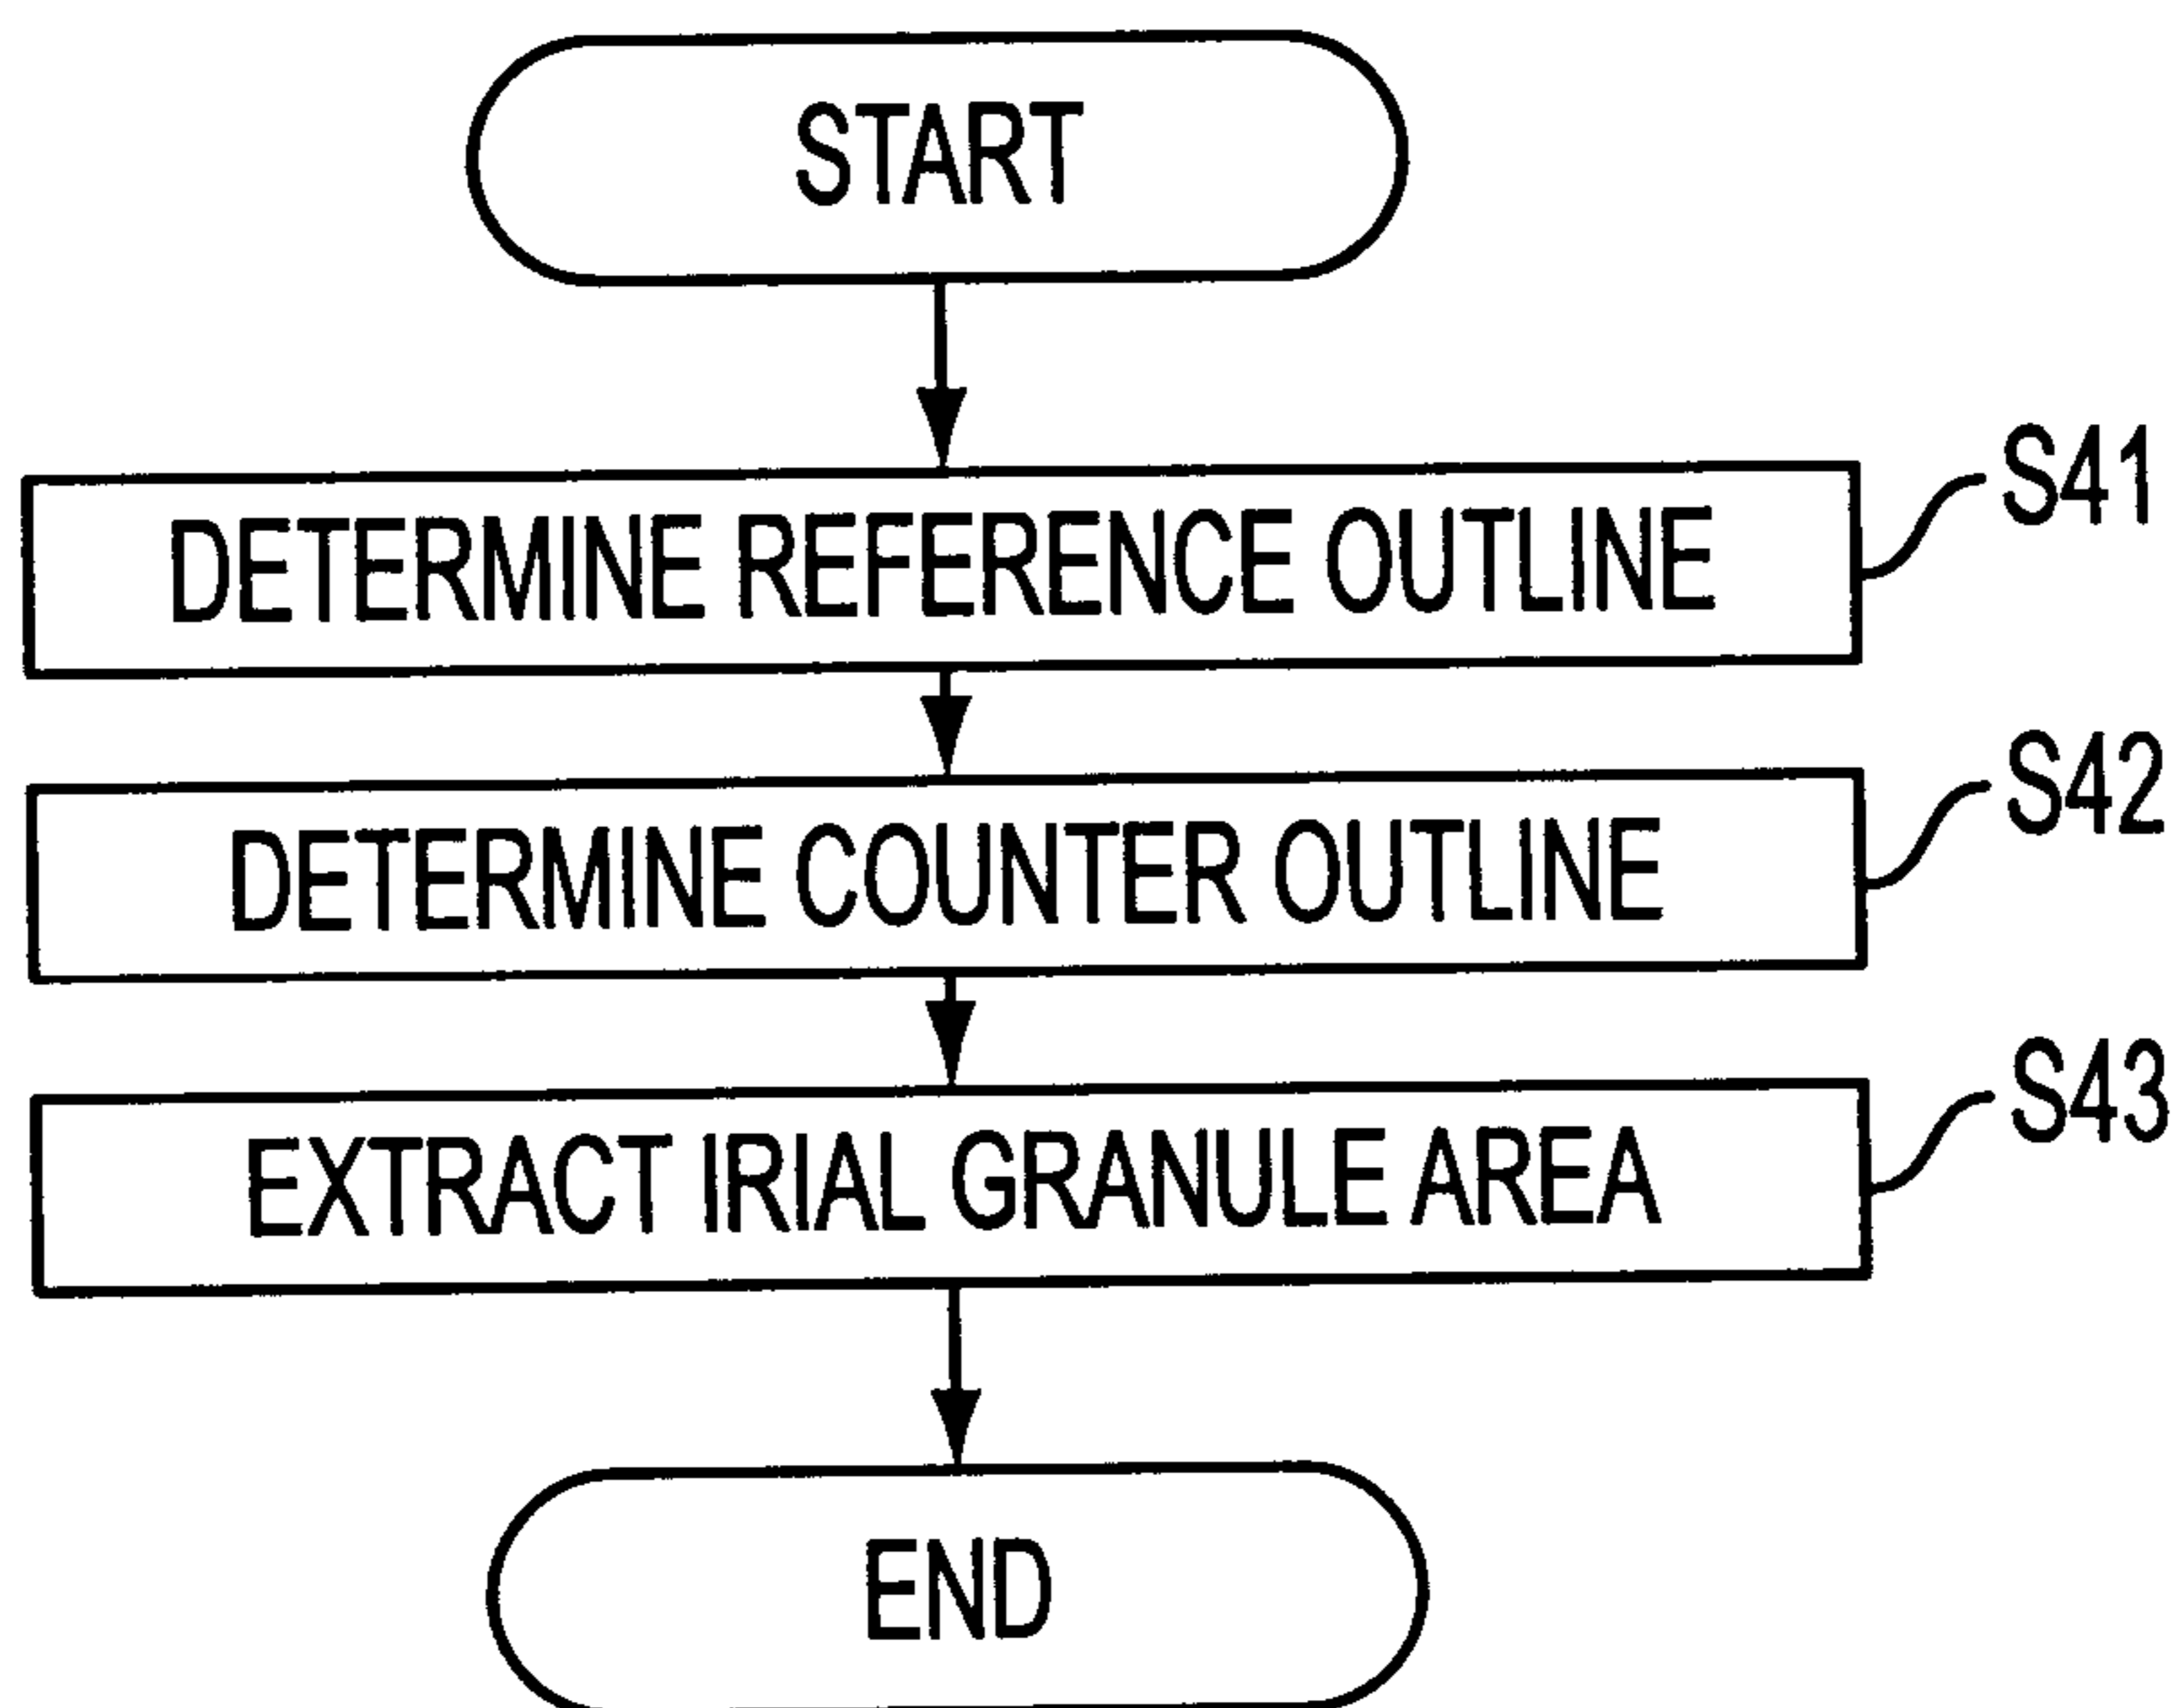 START
DETERMINE REFERENCE OUTLINE
S41
DETERMINE COUNTER OUTLINE
S42
EXTRACT IRIAL GRANULE AREA
S43
END